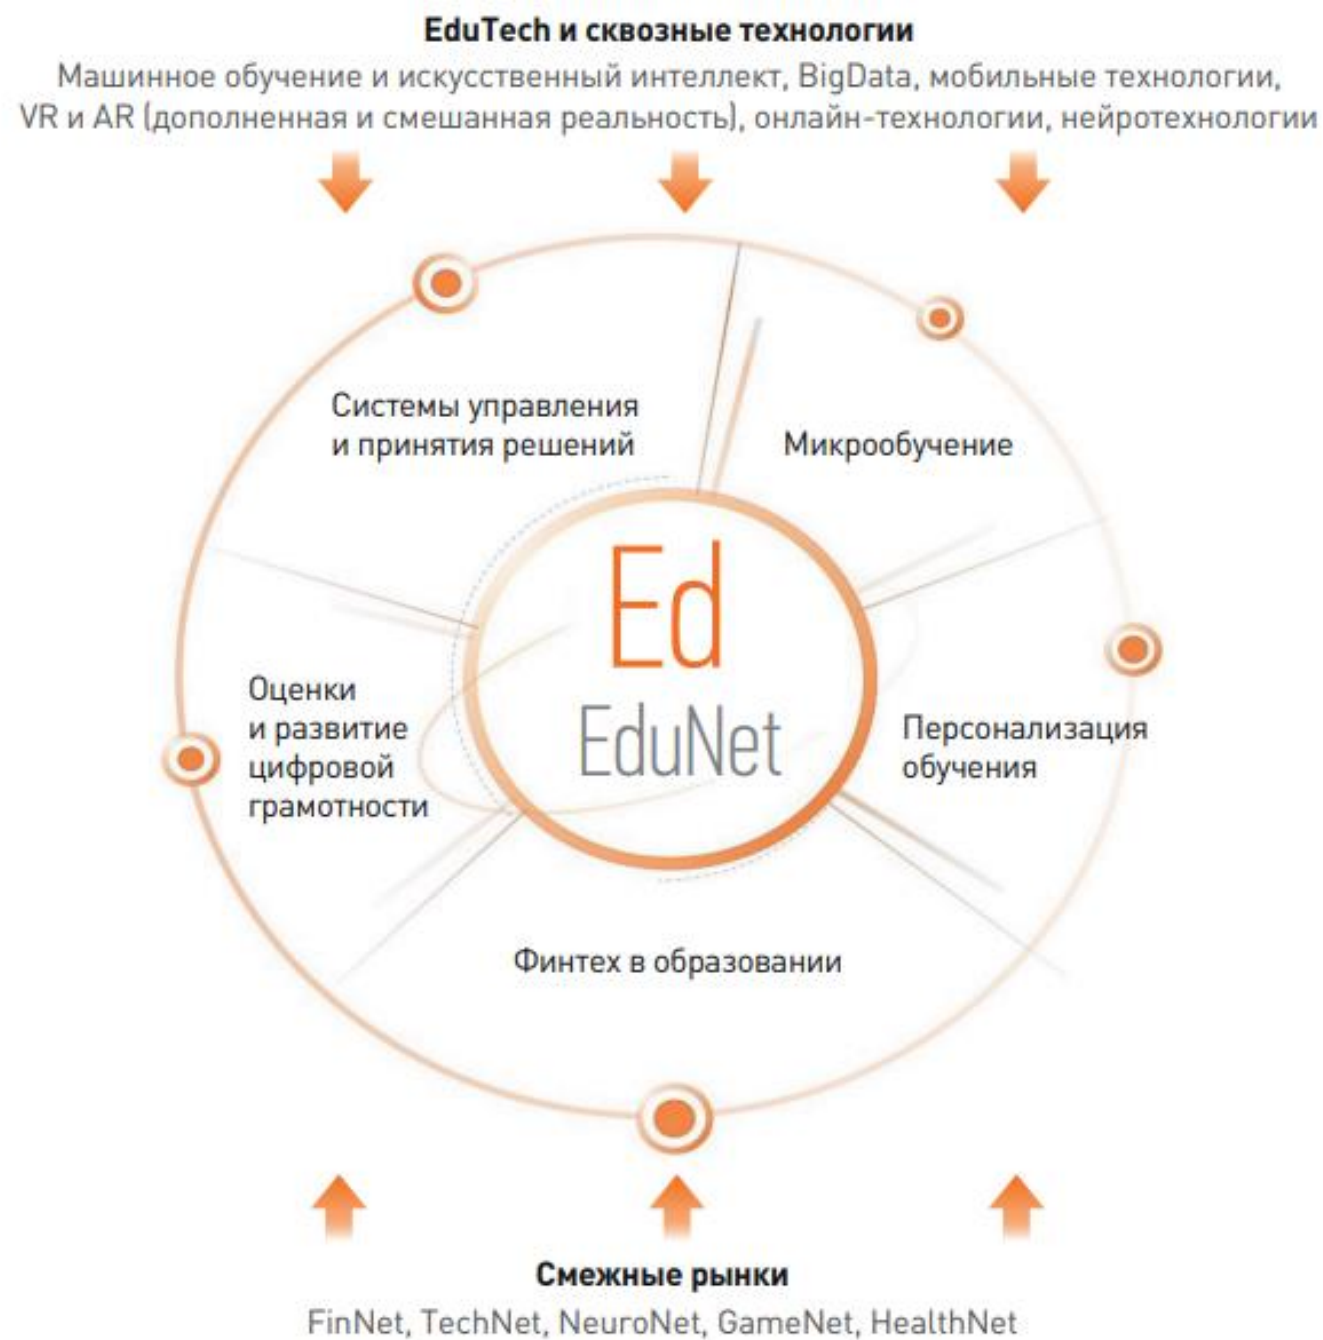 EduTech и сквозные технологии
Машинное обучение и искусственный интеллект, BigData, мобильные технологии,
VR и AR (дополненная и смешанная реальность), онлайн-технологии, нейротехнологии
Системы управления
и принятия решений
Микрообучение
Ed
EduNet
Оценки
и развитие
цифровой
грамотности
Персонализация
обучения
Финтех в образовании
Смежные рынки
FinNet, TechNet, NeuroNet, GameNet, HealthNet